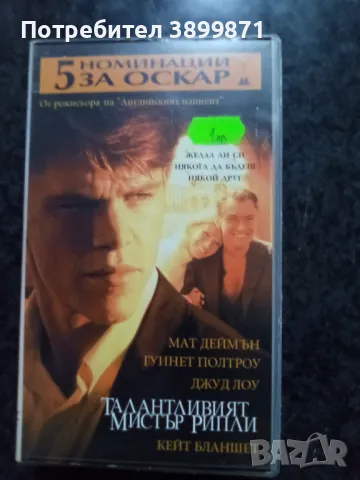 Потребител 3899871
5 НОМИНАЦИИ
ЗА ОСКАР
От режисьора на "Английският пациент"
ЖЕЛАЛ ЛИ СИ
НЯКОГА ДА БЪДЕШ
НЯКОЙ ДРУГ
МАТ ДЕЙМЪН
ГУИНЕТ ПОЛТРОУ
ДЖУД ЛОУ
ТАЛАНТЛИВИЯТ
МИСТЪР РИПЛИ
КЕЙТ БЛАНШЕТ
BAZAR